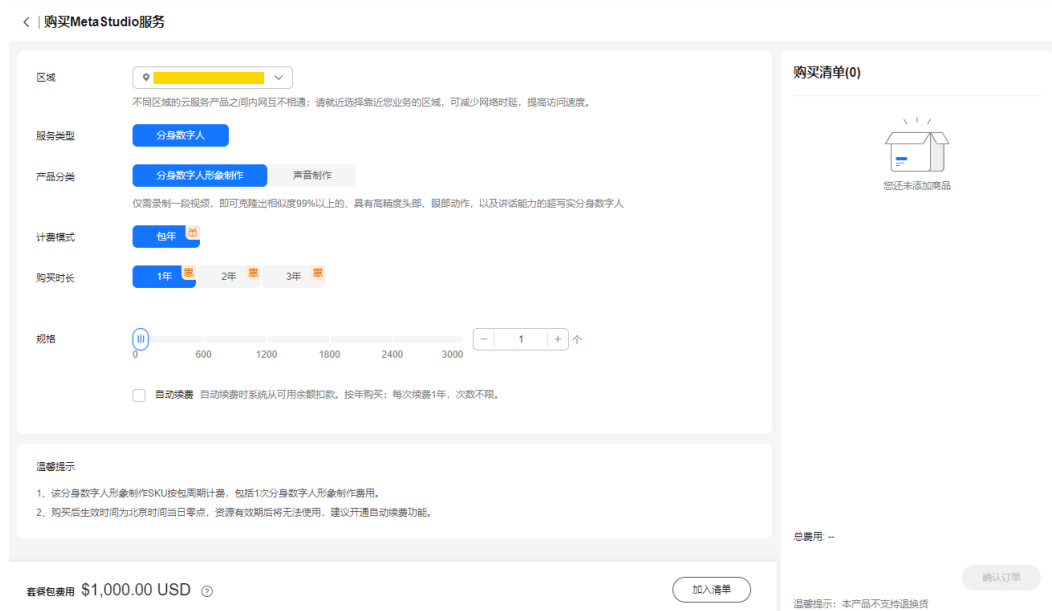 购买MetaStudio服务
区域
不同区域的云服务产品之间内网互不相通；请就近选择靠近您业务的区域，可减少网络时延，提高访问速度。
服务类型
分身数字人
产品分类
分身数字人形象制作
声音制作
仅需录制一段视频，即可克隆出相似度99%以上的、具有高精度头部、眼部动作，以及讲话能力的超写实分身数字人
计费模式
包年
购买时长
1年
惠
2年
惠
3年
惠
规格
0
600
1200
1800
2400
3000
1
个
自动续费 自动续费时系统从可用余额扣款。按年购买：每次续费1年，次数不限。
温馨提示
1、该分身数字人形象制作SKU按包周期计费，包括1次分身数字人形象制作费用。
2、购买后生效时间为北京时间当日零点，资源有效期后将无法使用，建议开通自动续费功能。
套餐包费用 $1,000.00 USD
加入清单
购买清单(0)
您还未添加商品
总费用: --
确认订单
温馨提示：本产品不支持退换货